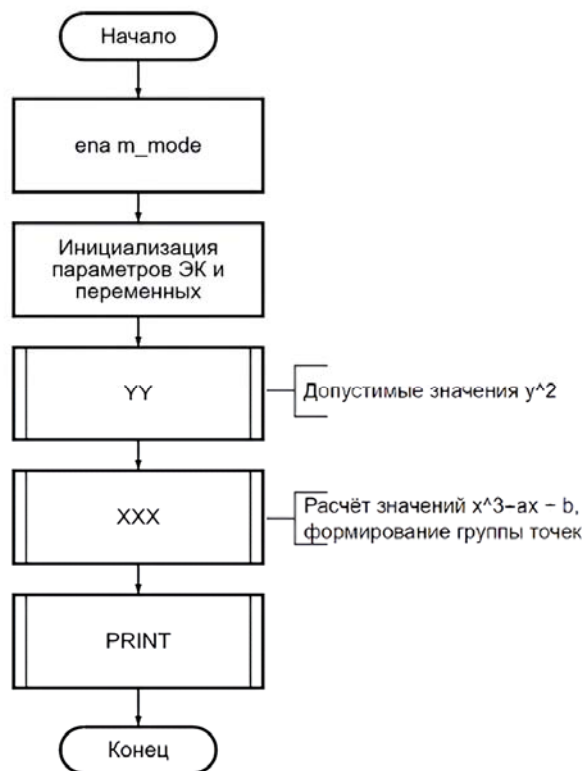 Начало
ena m_mode
Инициализация
параметров ЭК и
переменных
YY
Допустимые значения y^2
XXX
Расчёт значений x^3–ax – b,
формирование группы точек
PRINT
Конец